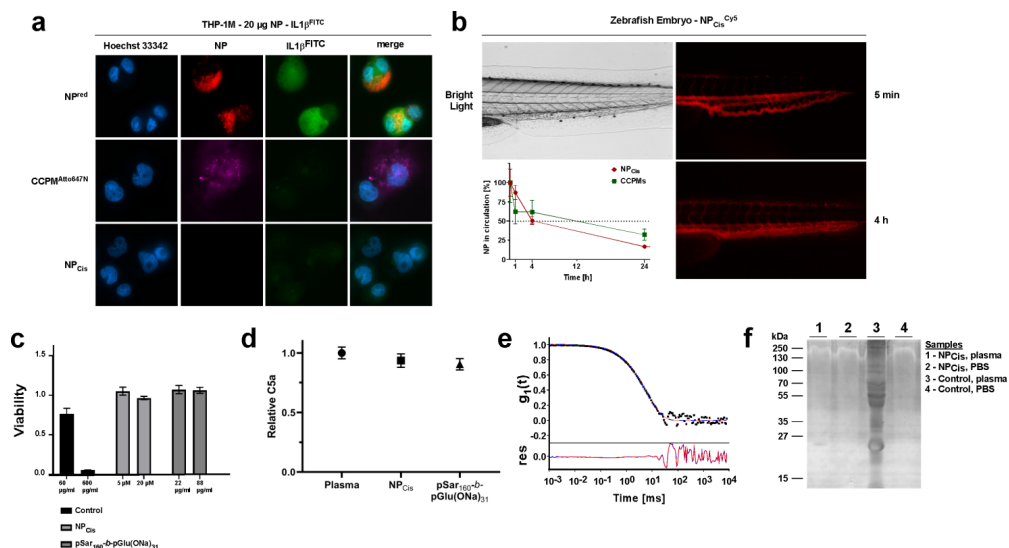 a
THP-1M - 20 µg NP - IL1β^FITC
Hoechst 33342 NP IL1β^FITC merge
NP^red
CCPM^Atto647N
NP_Cis
b
Zebrafish Embryo - NP_Cis^Cy5
Bright
Light
5 min
4 h
NP_Cis
CCPMs
NP in circulation [%]
100
75
50
25
0
1 4 12 24
Time [h]
c
Viability
1.5
1.0
0.5
0.0
60 µg/ml
600 µg/ml
5 µM
20 µM
22 µg/ml
88 µg/ml
Control
NP_Cis
pSar_160-b-pGlu(ONa)_31
d
Relative C5a
1.0
0.5
0.0
Plasma NP_Cis pSar_160-b-
pGlu(ONa)_31
e
g_1(t)
1.0
0.8
0.6
0.4
0.2
0.0
-0.2
res
0.0
10^-3 10^-2 10^-1 10^0 10^1 10^2 10^3 10^4
Time [ms]
f
kDa 1 2 3 4
250
130
100
70
55
35
27
15
Samples
1 - NP_Cis, plasma
2 - NP_Cis, PBS
3 - Control, plasma
4 - Control, PBS